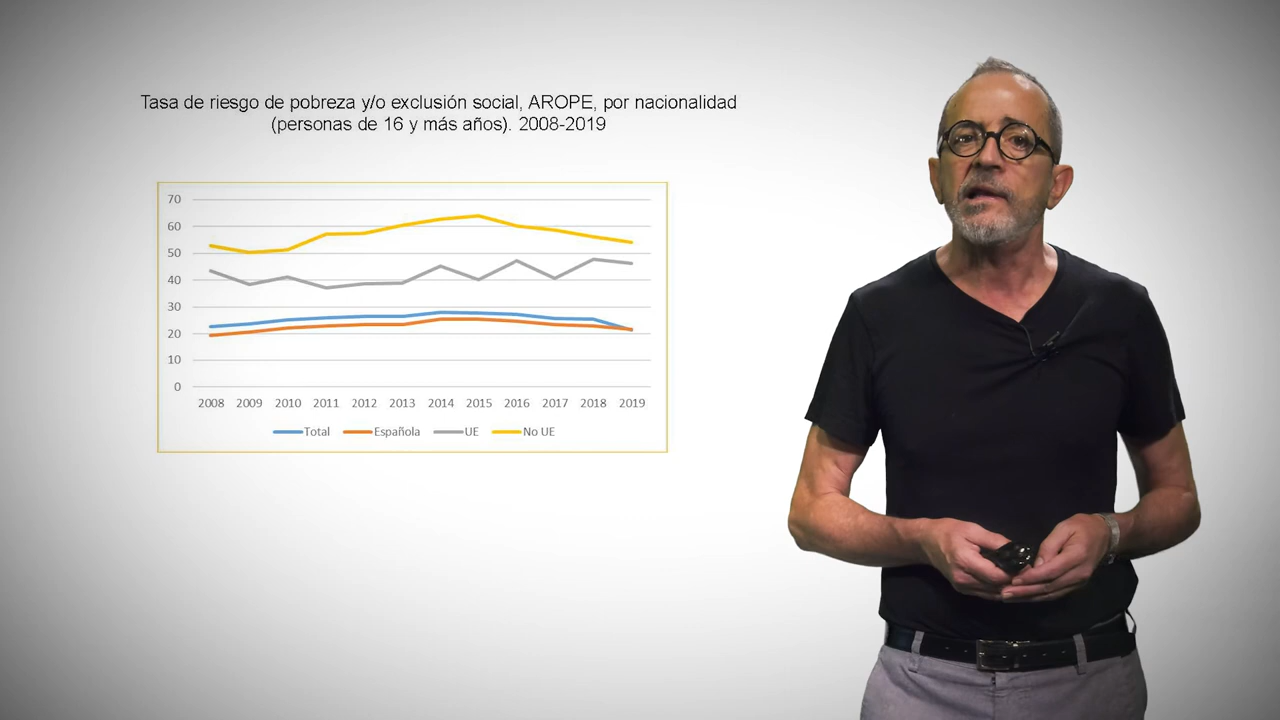 Tasa de riesgo de pobreza y/o exclusión social, AROPE, por nacionalidad
(personas de 16 y más años). 2008-2019
70
60
50
40
30
20
10
0
2008 2009 2010 2011 2012 2013 2014 2015 2016 2017 2018 2019
Total Española UE No UE